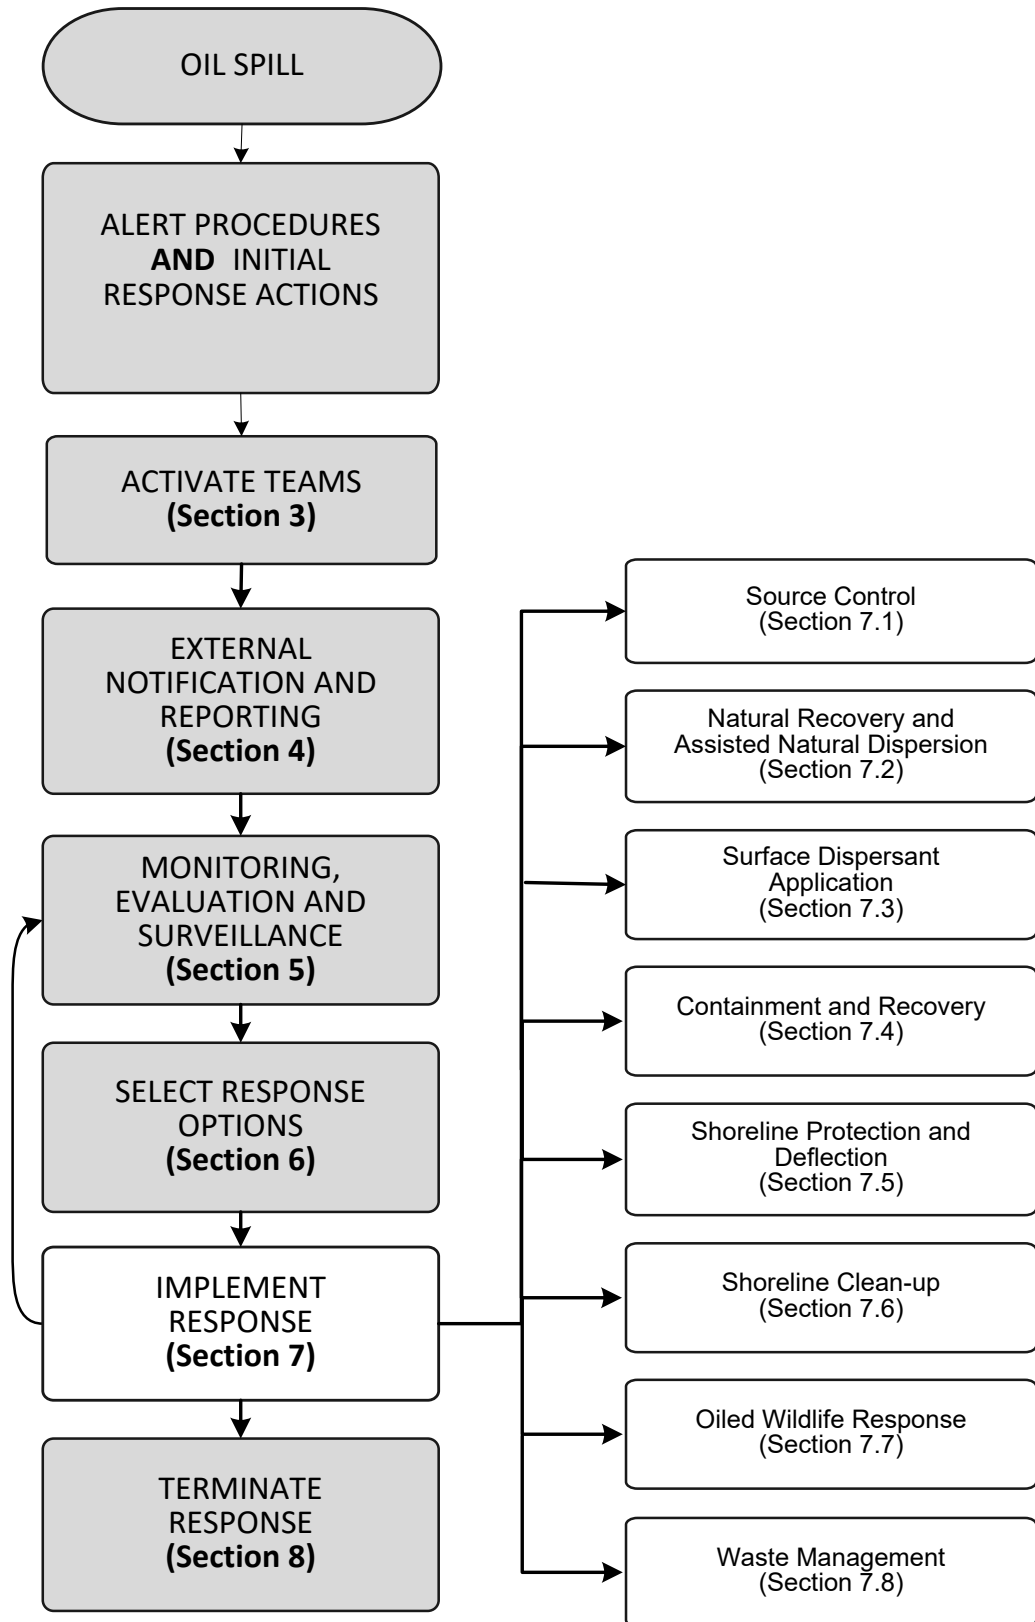 OIL SPILL
ALERT PROCEDURES
AND INITIAL
RESPONSE ACTIONS
ACTIVATE TEAMS
(Section 3)
EXTERNAL
NOTIFICATION AND
REPORTING
(Section 4)
MONITORING,
EVALUATION AND
SURVEILLANCE
(Section 5)
SELECT RESPONSE
OPTIONS
(Section 6)
IMPLEMENT
RESPONSE
(Section 7)
TERMINATE
RESPONSE
(Section 8)
Source Control
(Section 7.1)
Natural Recovery and
Assisted Natural Dispersion
(Section 7.2)
Surface Dispersant
Application
(Section 7.3)
Containment and Recovery
(Section 7.4)
Shoreline Protection and
Deflection
(Section 7.5)
Shoreline Clean-up
(Section 7.6)
Oiled Wildlife Response
(Section 7.7)
Waste Management
(Section 7.8)